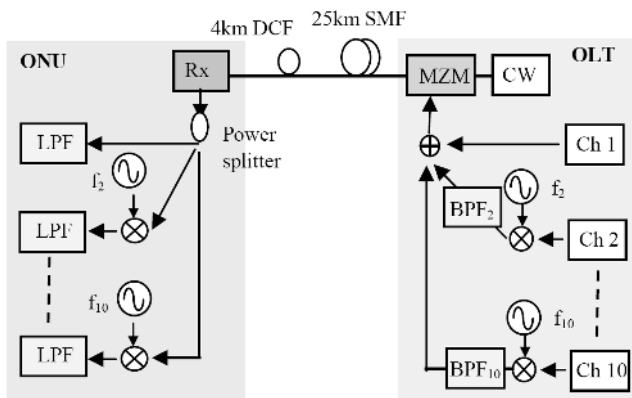 4km DCF
25km SMF
ONU
Rx
MZM
CW
OLT
LPF
Power
splitter
Ch 1
f2
f2
BPF2
LPF
Ch 2
f10
f10
LPF
BPF10
Ch 10